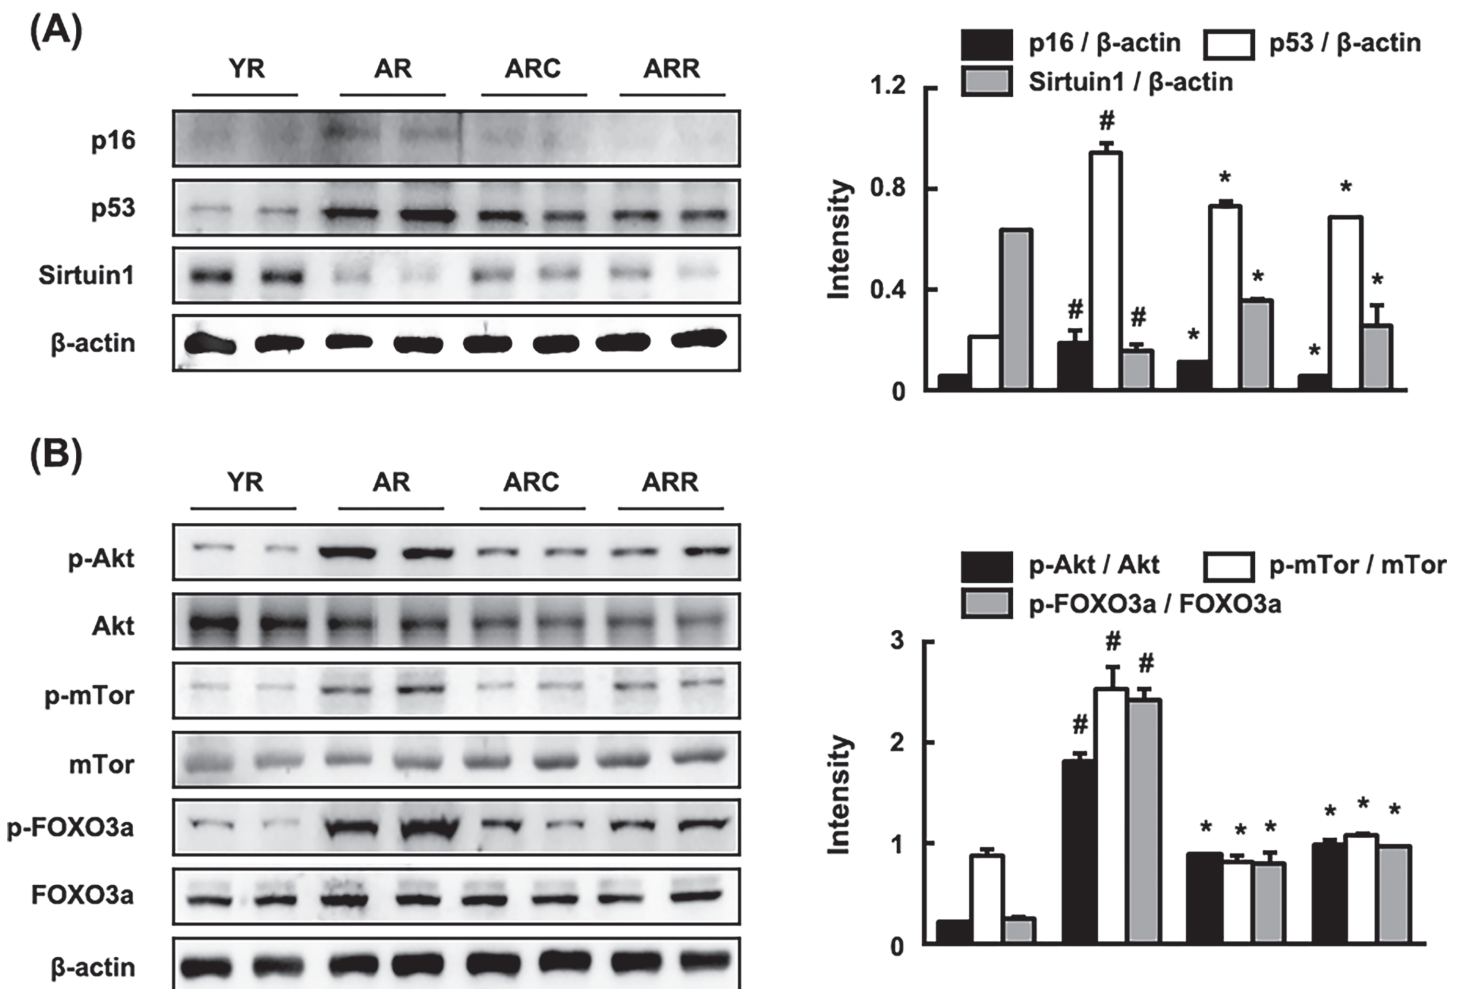 (A)
YR AR ARC ARR
p16
p53
Sirtuin1
β-actin
p16 / β-actin p53 / β-actin
Sirtuin1 / β-actin
1.2
0.8
0.4
0
Intensity
# # #
* * *
* * *
(B)
YR AR ARC ARR
p-Akt
Akt
p-mTor
mTor
p-FOXO3a
FOXO3a
β-actin
p-Akt / Akt p-mTor / mTor
p-FOXO3a / FOXO3a
3
2
1
0
Intensity
# # #
* * *
* * *